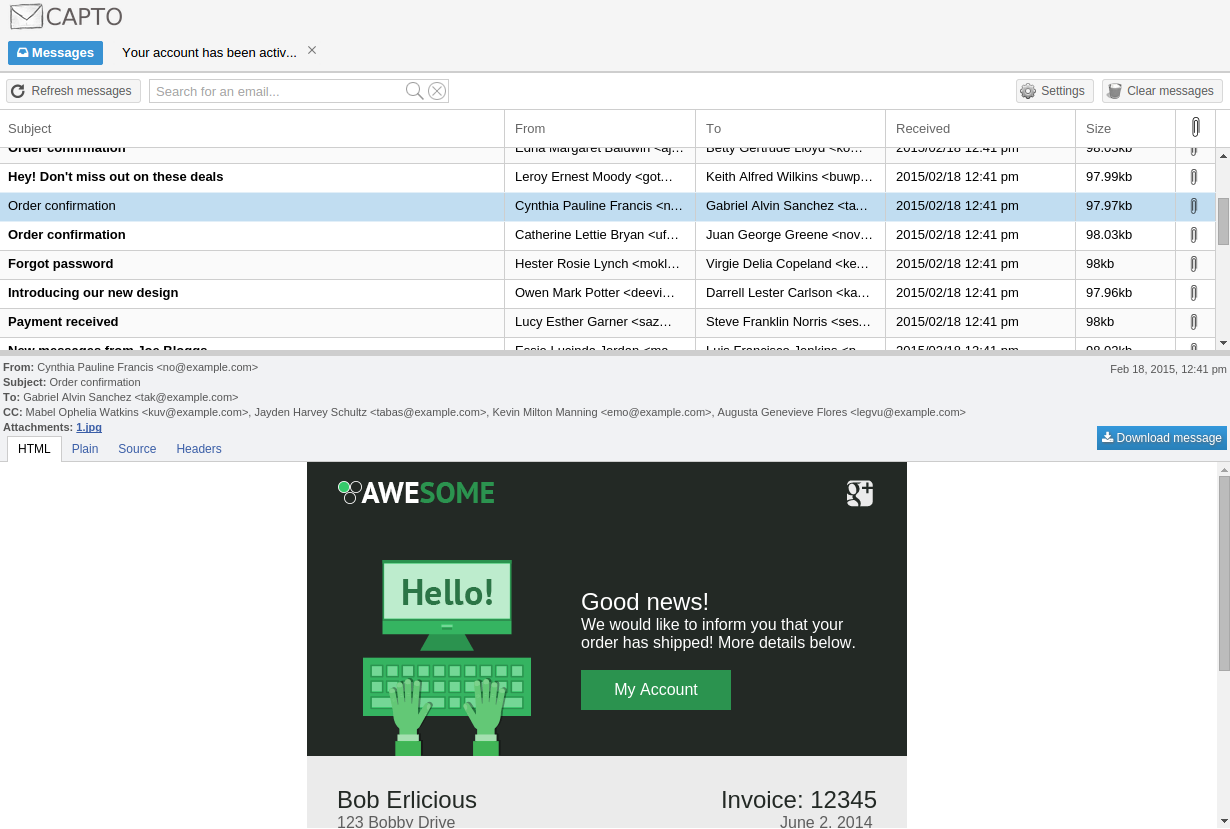 CAPTO
Messages Your account has been activ...
Refresh messages Search for an email... Settings Clear messages
Subject From To Received Size
Order confirmation Edna Margaret Baldwin <aj... Betty Gertrude Lloyd <ko... 2015/02/18 12:41 pm 98.03kb
Hey! Don't miss out on these deals Leroy Ernest Moody <got... Keith Alfred Wilkins <buwp... 2015/02/18 12:41 pm 97.99kb
Order confirmation Cynthia Pauline Francis <n... Gabriel Alvin Sanchez <ta... 2015/02/18 12:41 pm 97.97kb
Order confirmation Catherine Lettie Bryan <uf... Juan George Greene <nov... 2015/02/18 12:41 pm 98.03kb
Forgot password Hester Rosie Lynch <mokl... Virgie Delia Copeland <ke... 2015/02/18 12:41 pm 98kb
Introducing our new design Owen Mark Potter <deevi... Darrell Lester Carlson <ka... 2015/02/18 12:41 pm 97.96kb
Payment received Lucy Esther Garner <saz... Steve Franklin Norris <ses... 2015/02/18 12:41 pm 98kb
New messages from Joe Bloggs 2015/02/18 12:41 pm
From: Cynthia Pauline Francis <no@example.com> Feb 18, 2015, 12:41 pm
Subject: Order confirmation
To: Gabriel Alvin Sanchez <tak@example.com>
CC: Mabel Ophelia Watkins <kuv@example.com>, Jayden Harvey Schultz <tabas@example.com>, Kevin Milton Manning <emo@example.com>, Augusta Genevieve Flores <legvu@example.com>
Attachments: 1.jpg
HTML Plain Source Headers Download message
AWESOME g+
Hello!
Good news!
We would like to inform you that your
order has shipped! More details below.
My Account
Bob Erlicious Invoice: 12345
123 Bobby Drive June 2, 2014